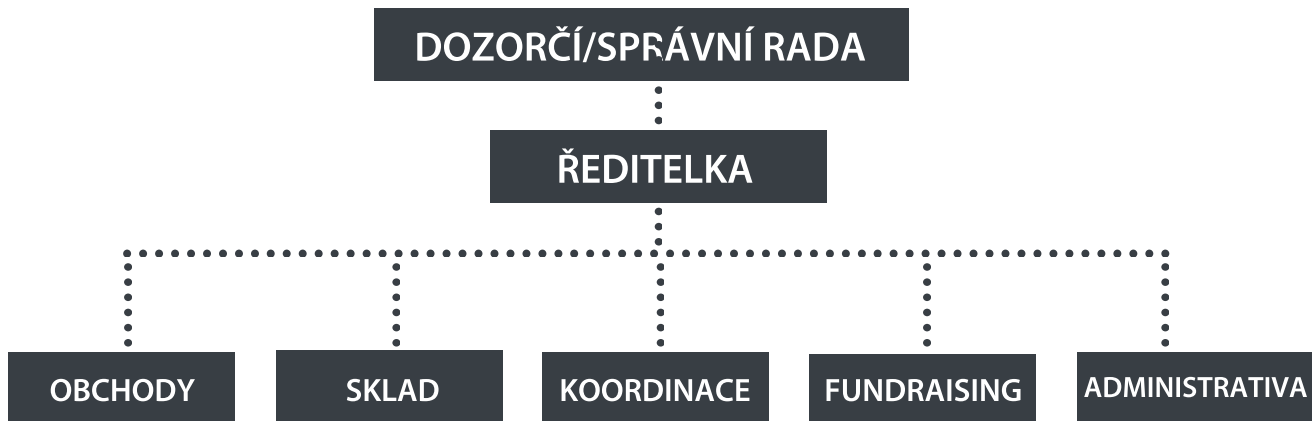 DOZORČÍ/SPRÁVNÍ RADA
ŘEDITELKA
OBCHODY
SKLAD
KOORDINACE
FUNDRAISING
ADMINISTRATIVA